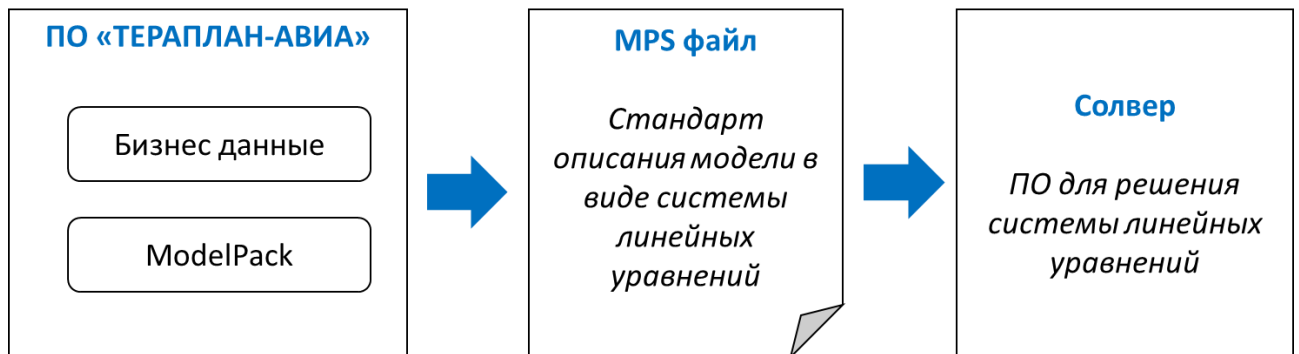 ПО «ТЕРАПЛАН-АВИА»
Бизнес данные
ModelPack
MPS файл
Стандарт
описания модели в
виде системы
линейных
уравнений
Солвер
ПО для решения
системы линейных
уравнений